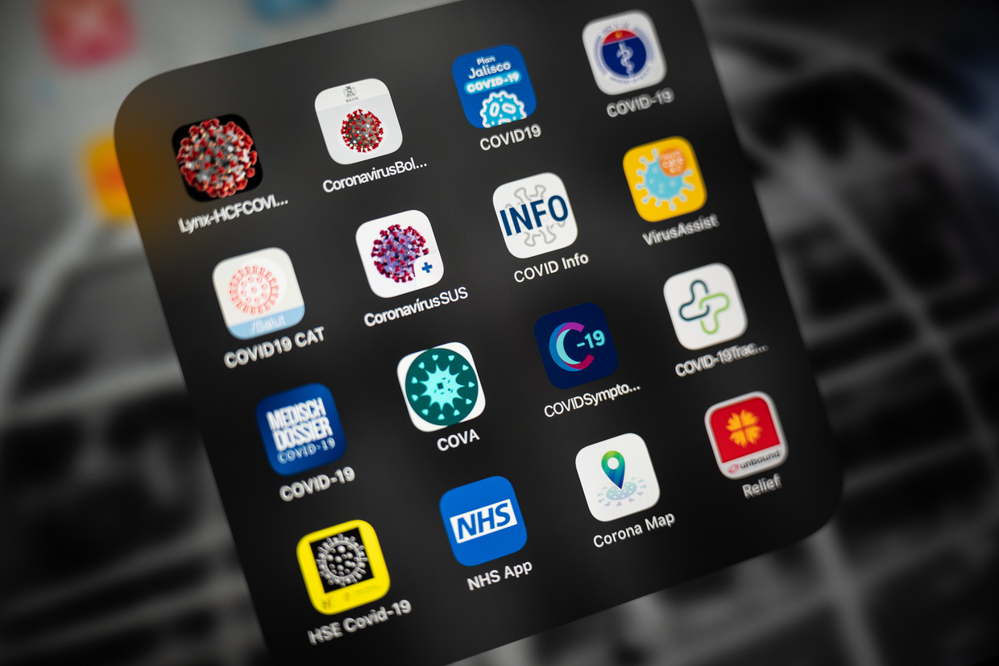 Lynx-HCFCOVI...
CoronavirusBol...
Plan
Jalisco
COVID-19
COVID19
COVID-19
/Salut
COVID19 CAT
CoronavírusSUS
INFO
COVID Info
Health
care
VirusAssist
MEDISCH
DOSSIER
COVID-19
COVID-19
COVA
-19
COVIDSympto...
COVID-19Trac...
HSE Covid-19
NHS
NHS App
Corona Map
unbound
Relief